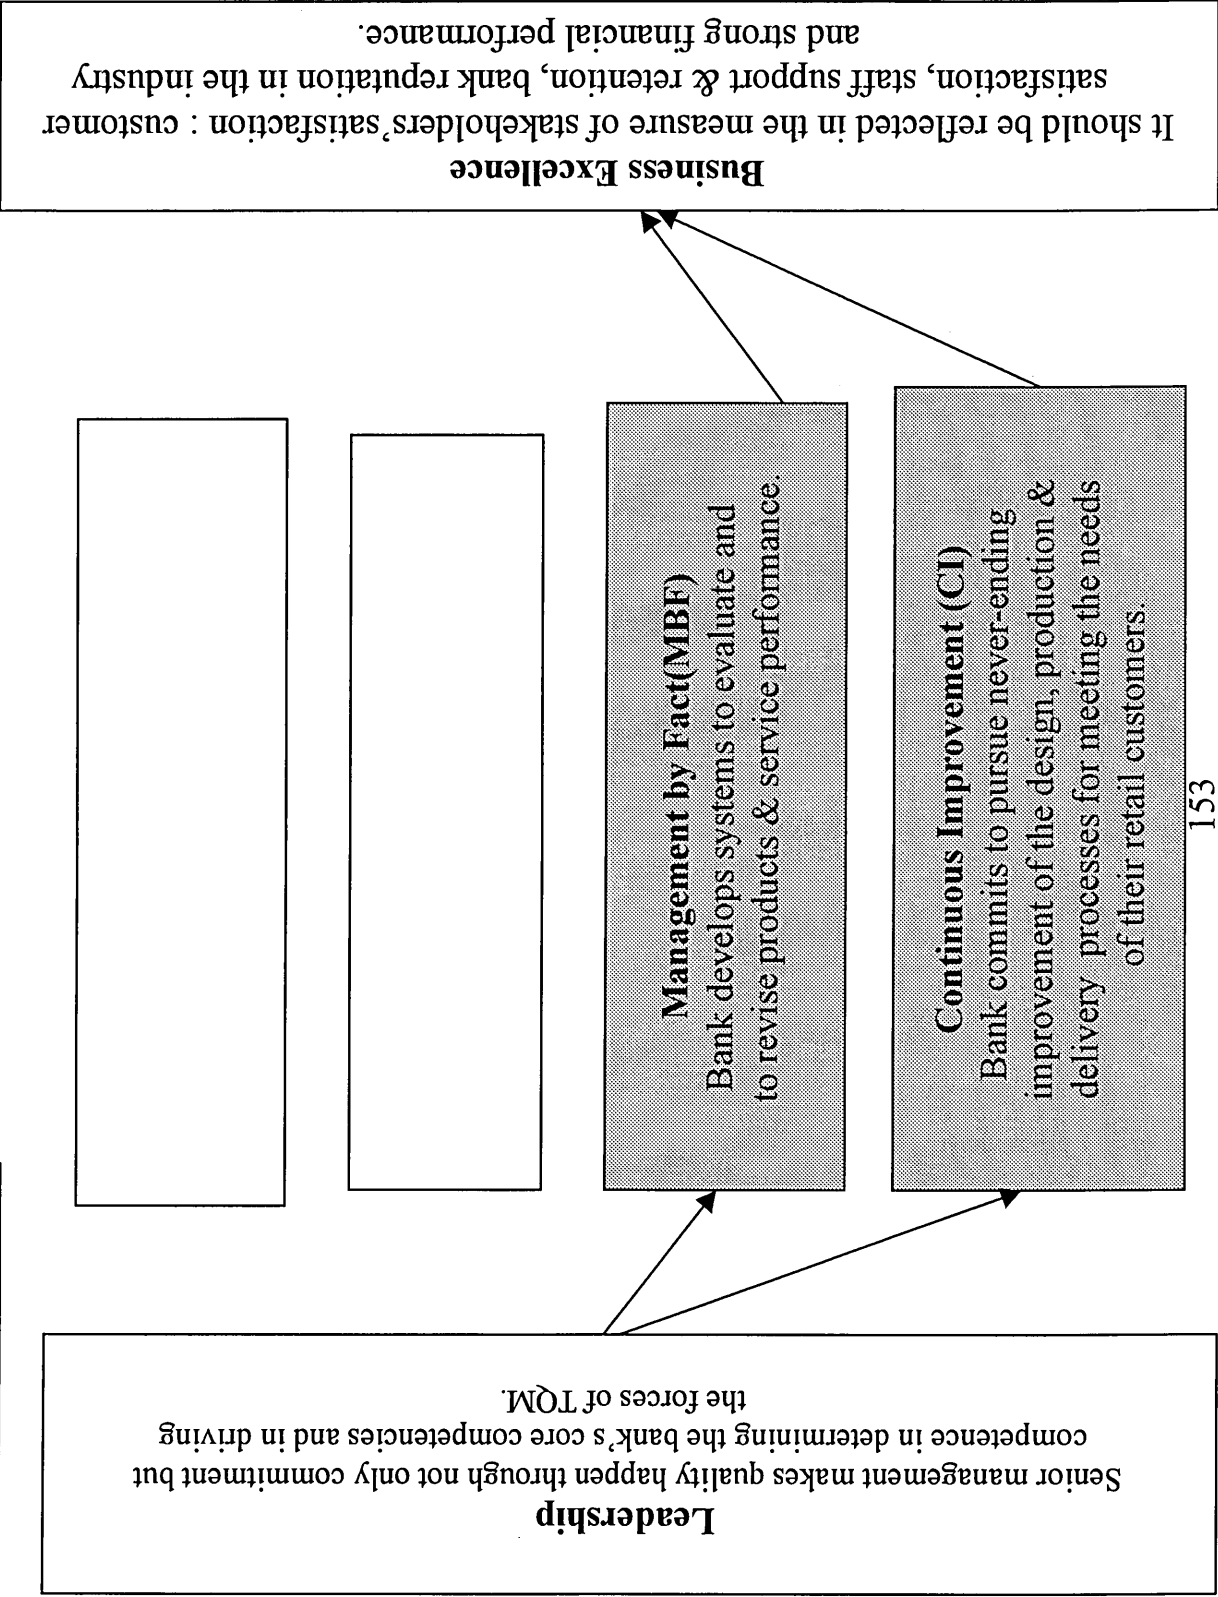 Leadership
Senior management makes quality happen through not only commitment but
competence in determining the bank's core competencies and in driving
the forces of TQM.
Management by Fact(MBF)
Bank develops systems to evaluate and
to revise products & service performance.
Continuous Improvement (CI)
Bank commits to pursue never-ending
improvement of the design, production &
delivery processes for meeting the needs
of their retail customers.
Business Excellence
It should be reflected in the measure of stakeholders'satisfaction : customer
satisfaction, staff support & retention, bank reputation in the industry
and strong financial performance.
153